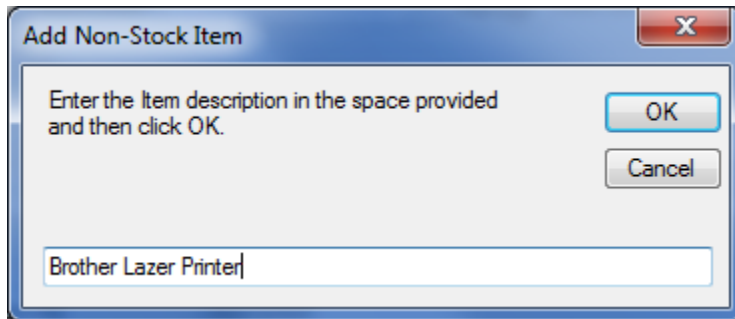 Add Non-Stock Item
Enter the Item description in the space provided
and then click OK.
OK
Cancel
Brother Lazer Printer